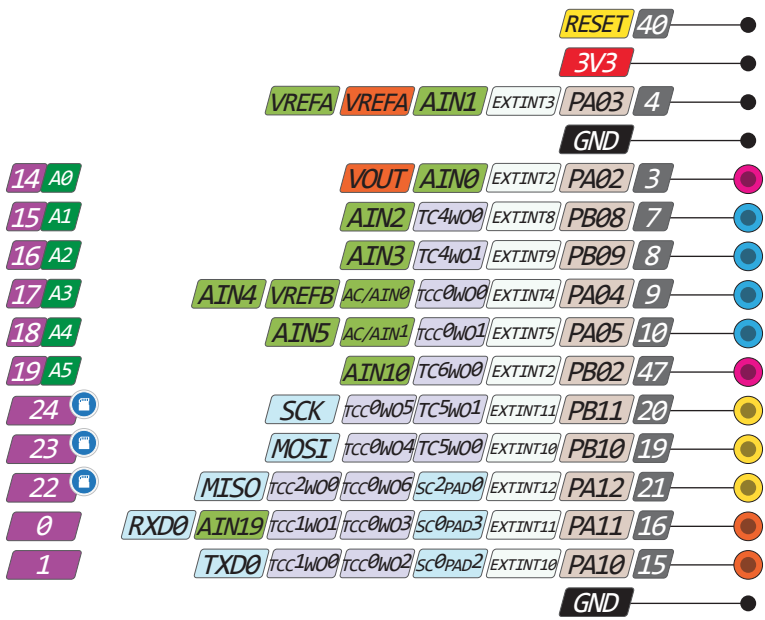 RESET 40
3V3
VREFA VREFA AIN1 EXTINT3 PA03 4
GND
14 A0 VOUT AIN0 EXTINT2 PA02 3
15 A1 AIN2 TC4WO0 EXTINT8 PB08 7
16 A2 AIN3 TC4WO1 EXTINT9 PB09 8
17 A3 AIN4 VREFB AC/AIN0 TCC0WO0 EXTINT4 PA04 9
18 A4 AIN5 AC/AIN1 TCC0WO1 EXTINT5 PA05 10
19 A5 AIN10 TC6WO0 EXTINT2 PB02 47
24 SCK TCC0WO5 TC5WO1 EXTINT11 PB11 20
23 MOSI TCC0WO4 TC5WO0 EXTINT10 PB10 19
22 MISO TCC2WO0 TCC0WO6 SC2PAD0 EXTINT12 PA12 21
0 RXD0 AIN19 TCC1WO1 TCC0WO3 SC0PAD3 EXTINT11 PA11 16
1 TXD0 TCC1WO0 TCC0WO2 SC0PAD2 EXTINT10 PA10 15
GND